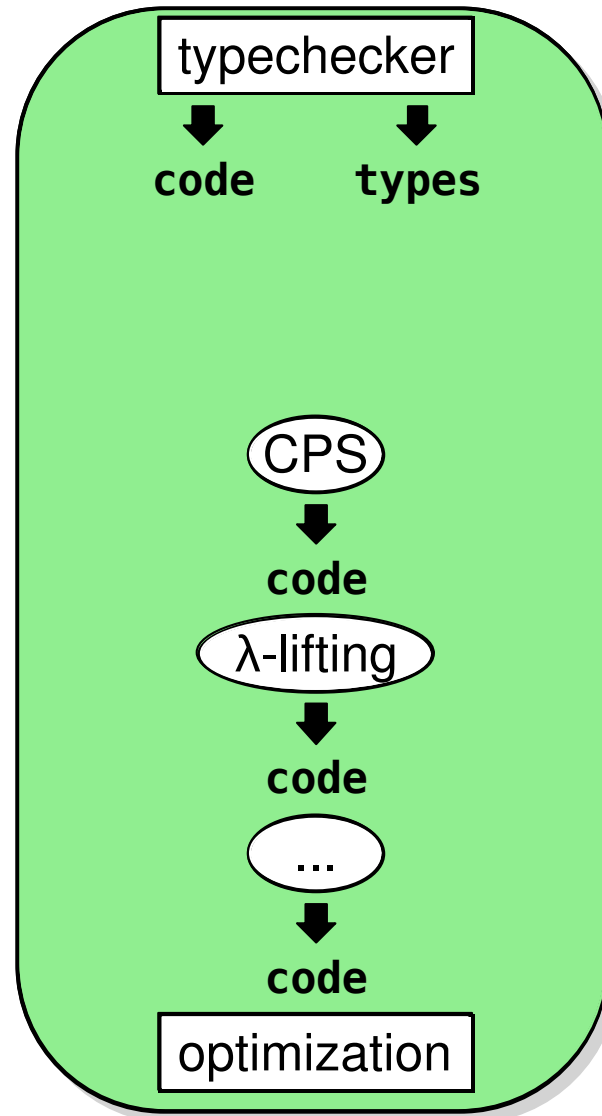 typechecker
code types
CPS
code
λ-lifting
code
...
code
optimization